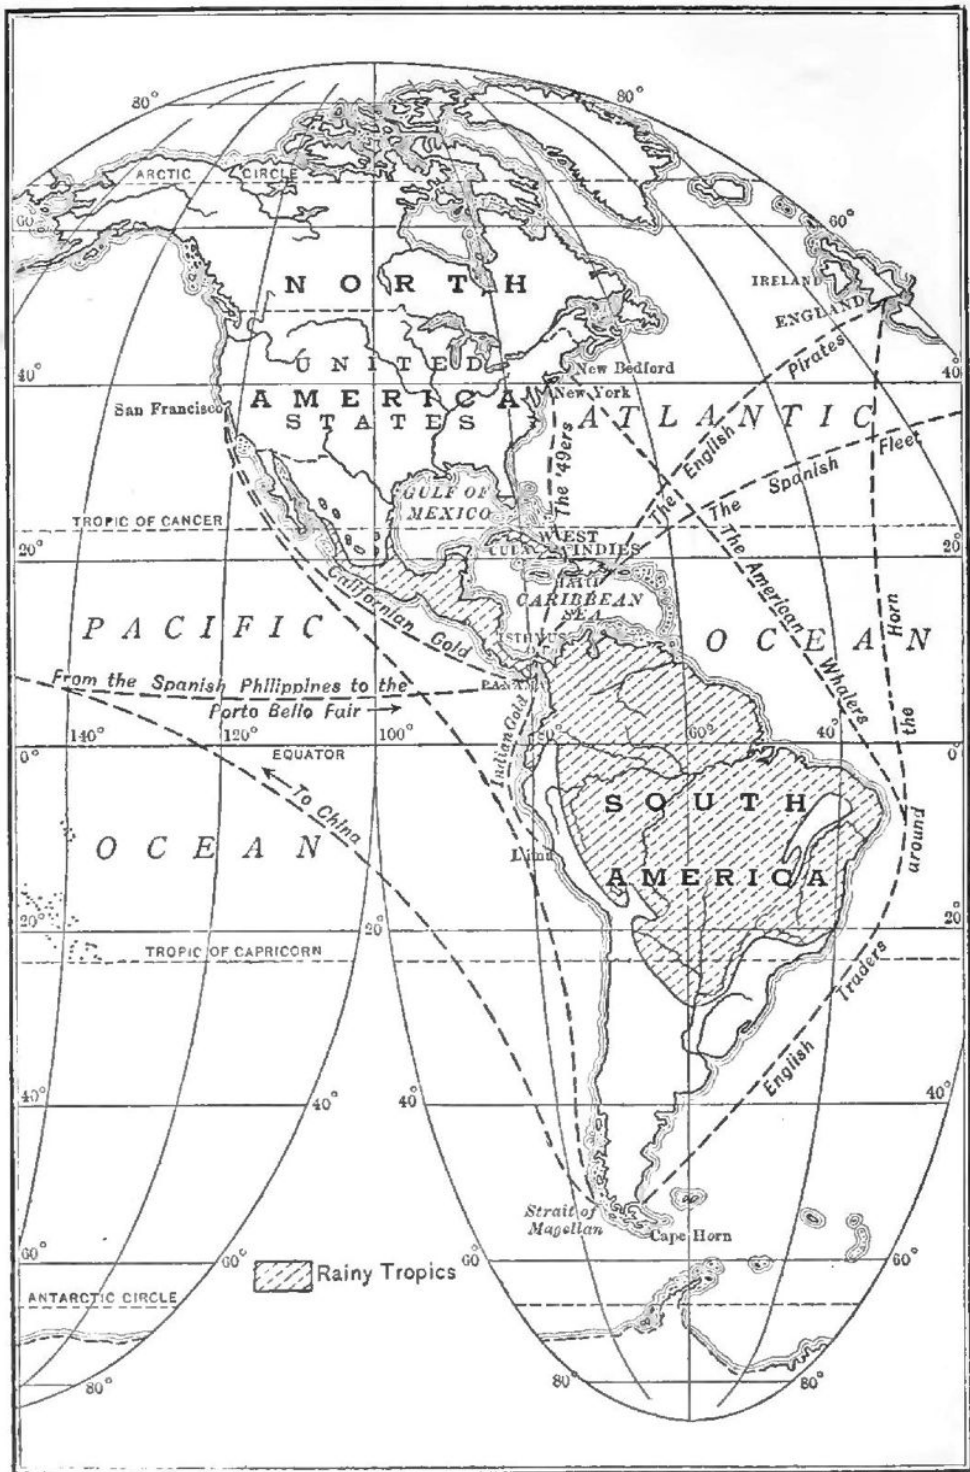 80°
80°
ARCTIC CIRCLE
60
60°
NORTH
IRELAND
ENGLAND
UNITED
New Bedford
40°
40°
San Francisco
AMERICA
New York
STATES
ATLANTIC
The English Pirates
The Spanish Fleet
The '49ers
GULF OF
MEXICO
TROPIC OF CANCER
20°
20°
CUBA
WEST
INDIES
HAITI
CARIBBEAN
SEA
PACIFIC
Californian Gold
ISTHMUS
OCEAN
The American Whalers
PANAMA
From the Spanish Philippines to the
Porto Bello Fair
Indian Gold
0°
140°
120°
100°
80°
60°
40°
0°
EQUATOR
To China
SOUTH
OCEAN
Lima
AMERICA
English Traders around the Horn
20°
20°
20°
TROPIC OF CAPRICORN
40°
40°
40
40°
Strait of
Magellan
Cape Horn
60°
60°
60°
60°
Rainy Tropics
ANTARCTIC CIRCLE
80°
80°
80°